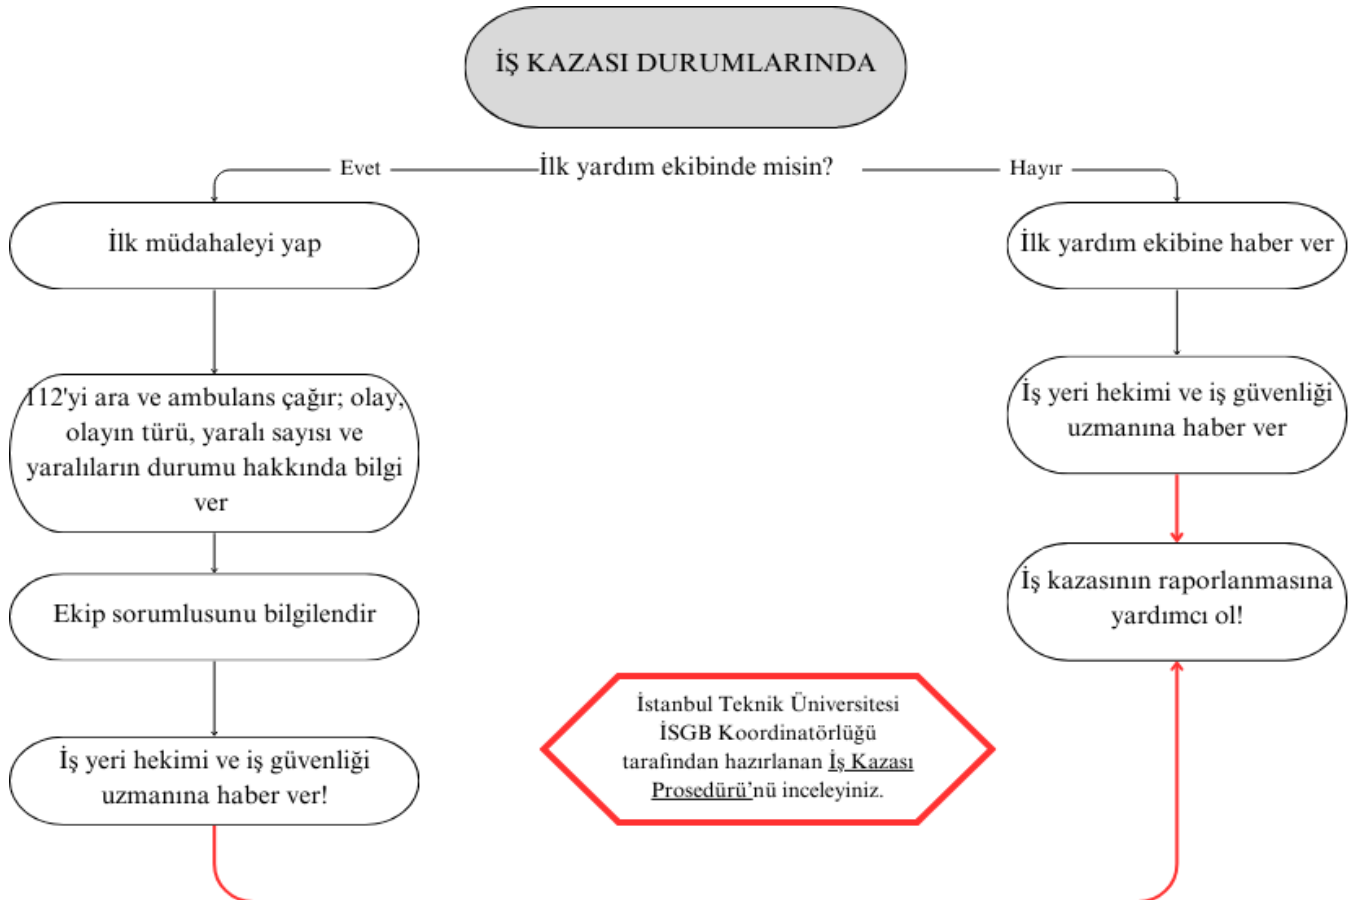 İŞ KAZASI DURUMLARINDA
Evet
İlk yardım ekibinde misin?
Hayır
İlk müdahaleyi yap
112'yi ara ve ambulans çağır; olay,
olayın türü, yaralı sayısı ve
yaralıların durumu hakkında bilgi
ver
Ekip sorumlusunu bilgilendir
İş yeri hekimi ve iş güvenliği
uzmanına haber ver!
İlk yardım ekibine haber ver
İş yeri hekimi ve iş güvenliği
uzmanına haber ver
İş kazasının raporlanmasına
yardımcı ol!
İstanbul Teknik Üniversitesi
İSGB Koordinatörlüğü
tarafından hazırlanan İş Kazası
Prosedürü'nü inceleyiniz.